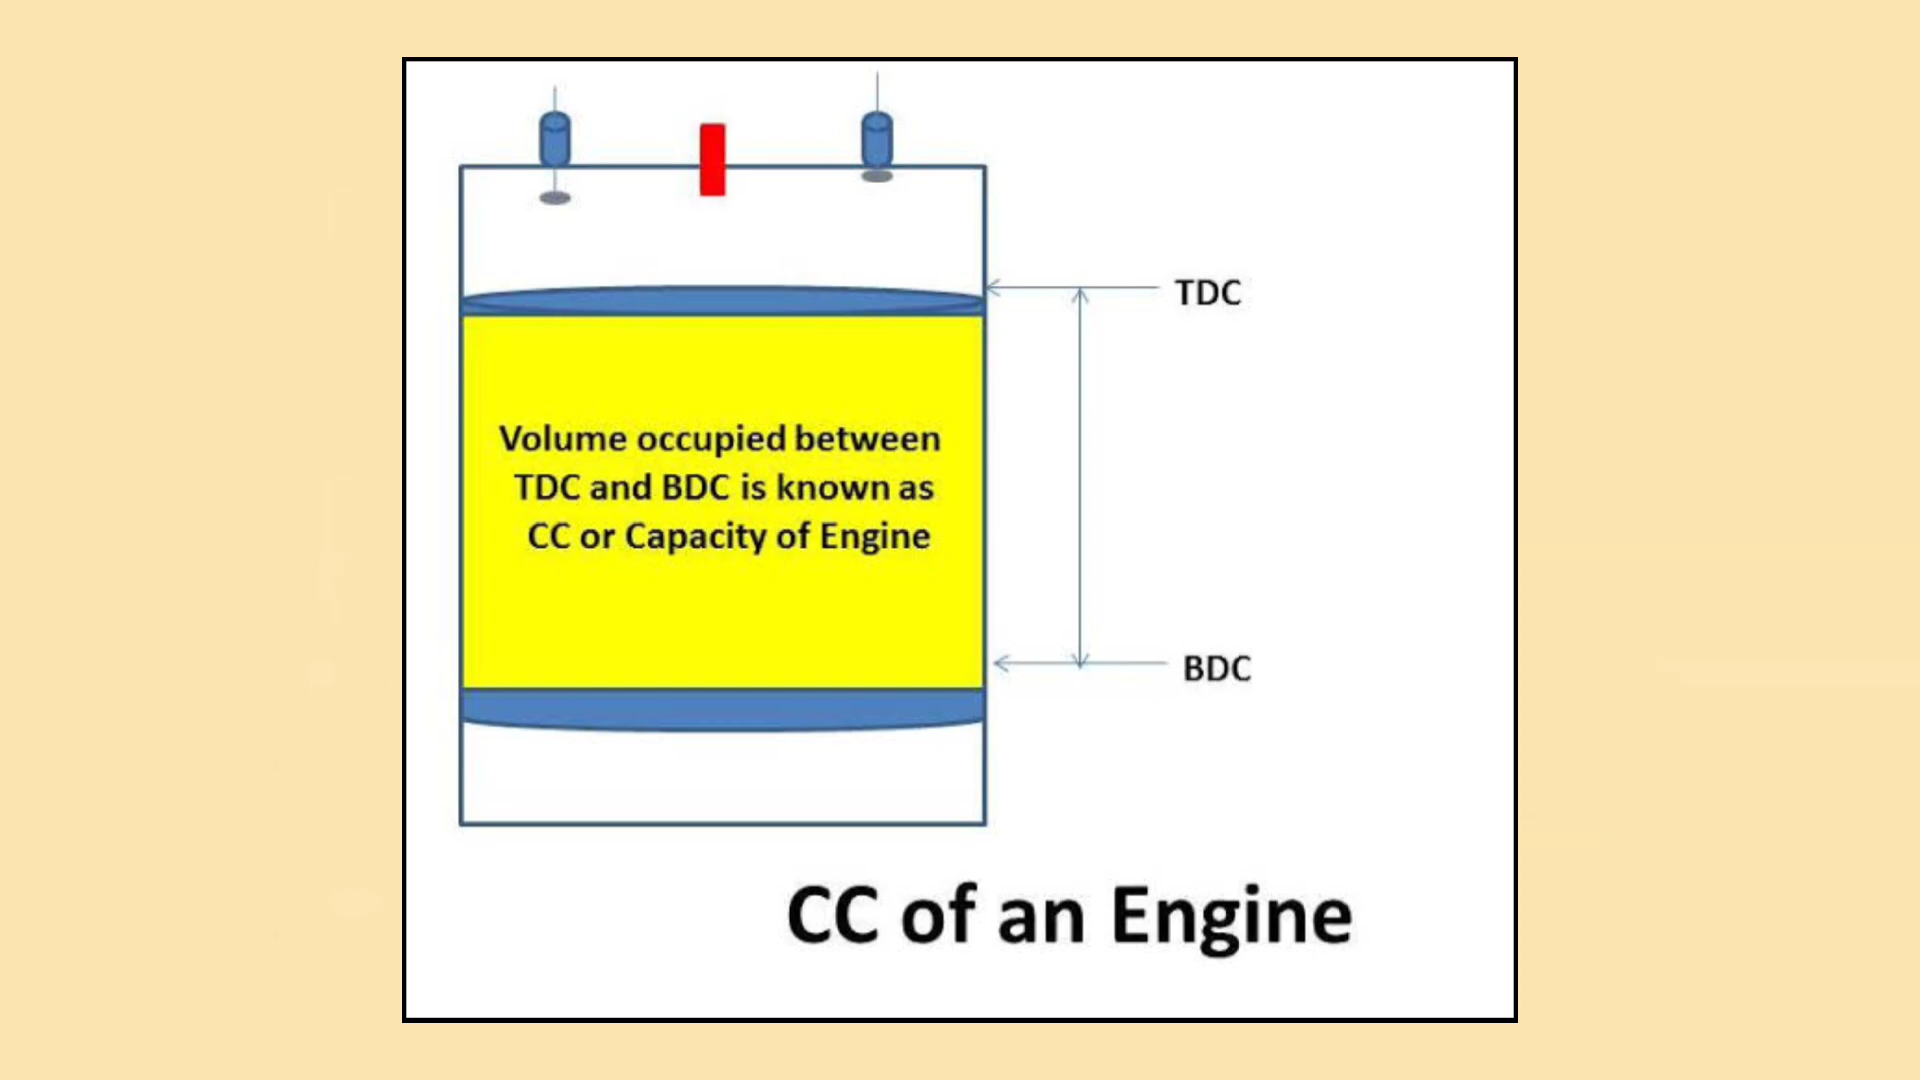 TDC
Volume occupied between
TDC and BDC is known as
CC or Capacity of Engine
BDC
CC of an Engine